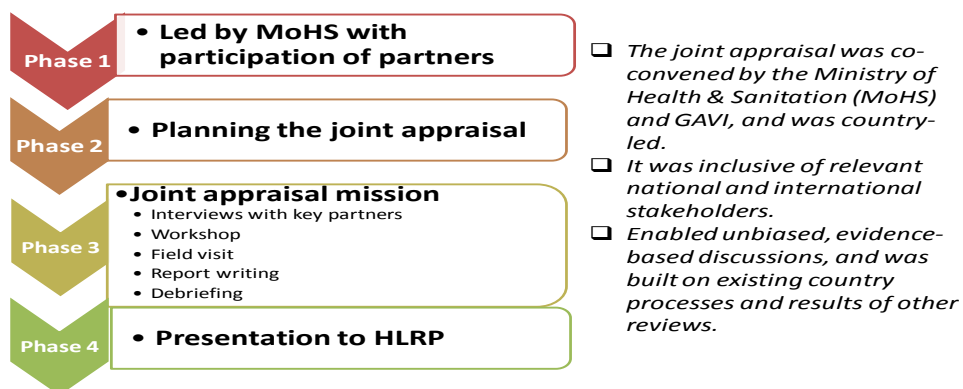 Phase 1
• Led by MoHS with
participation of partners
Phase 2
• Planning the joint appraisal
Phase 3
•Joint appraisal mission
• Interviews with key partners
• Workshop
• Field visit
• Report writing
• Debriefing
Phase 4
• Presentation to HLRP
❑ The joint appraisal was co-
convened by the Ministry of
Health & Sanitation (MoHS)
and GAVI, and was country-
led.
❑ It was inclusive of relevant
national and international
stakeholders.
❑ Enabled unbiased, evidence-
based discussions, and was
built on existing country
processes and results of other
reviews.